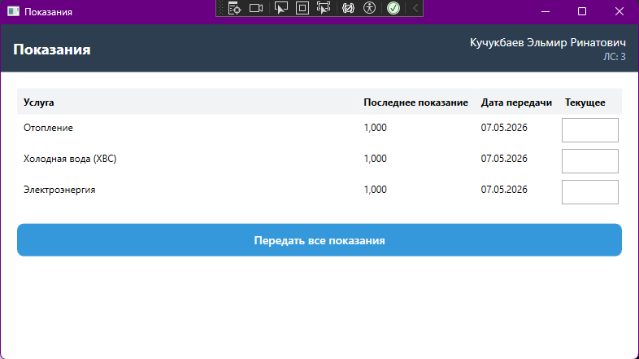 Показания
Показания
Кучукбаев Эльмир Ринатович
ЛС: 3
Услуга Последнее показание Дата передачи Текущее
Отопление 1,000 07.05.2026
Холодная вода (ХВС) 1,000 07.05.2026
Электроэнергия 1,000 07.05.2026
Передать все показания